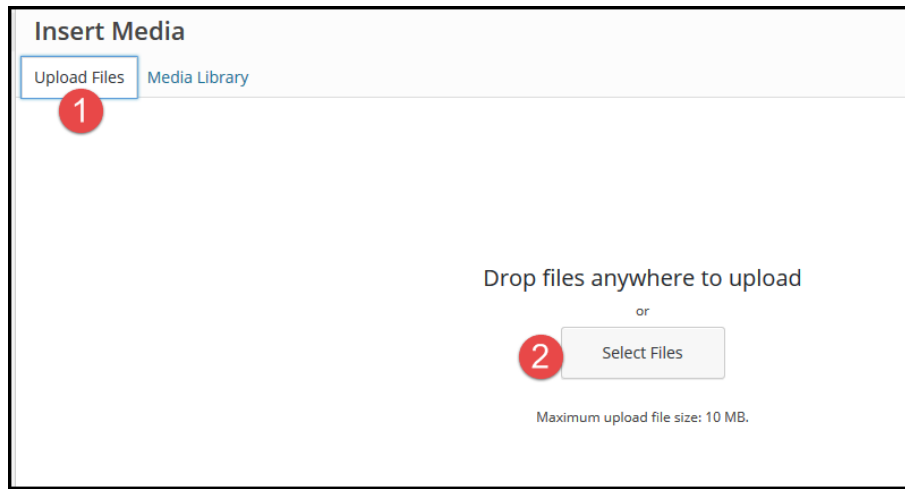 Insert Media
Upload Files Media Library
1
Drop files anywhere to upload
or
2 Select Files
Maximum upload file size: 10 MB.